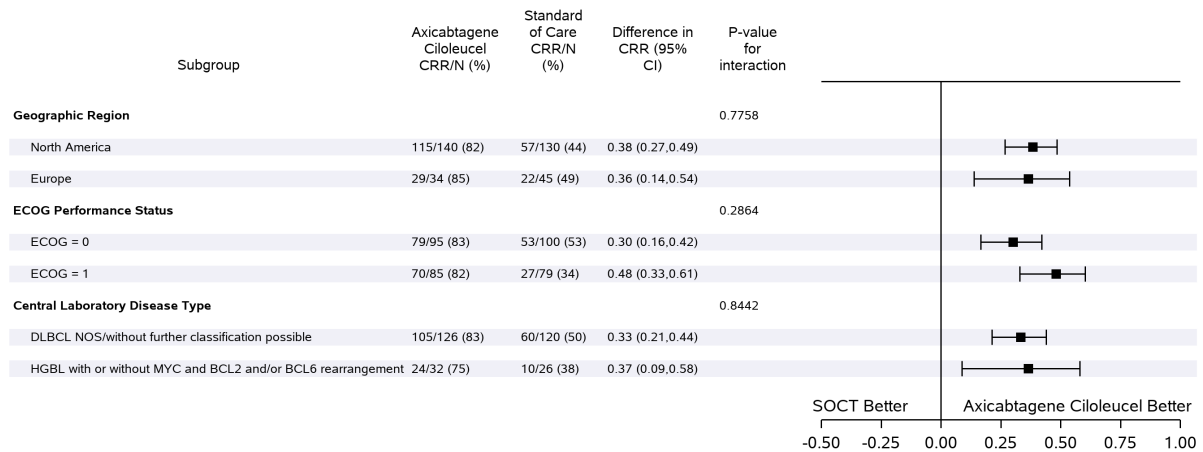 Subgroup
Axicabtagene
Ciloleucel
CRR/N (%)
Standard
of Care
CRR/N
(%)
Difference in
CRR (95%
CI)
P-value
for
interaction
Geographic Region 0.7758
North America 115/140 (82) 57/130 (44) 0.38 (0.27,0.49)
Europe 29/34 (85) 22/45 (49) 0.36 (0.14,0.54)
ECOG Performance Status 0.2864
ECOG = 0 79/95 (83) 53/100 (53) 0.30 (0.16,0.42)
ECOG = 1 70/85 (82) 27/79 (34) 0.48 (0.33,0.61)
Central Laboratory Disease Type 0.8442
DLBCL NOS/without further classification possible 105/126 (83) 60/120 (50) 0.33 (0.21,0.44)
HGBL with or without MYC and BCL2 and/or BCL6 rearrangement 24/32 (75) 10/26 (38) 0.37 (0.09,0.58)
SOCT Better Axicabtagene Ciloleucel Better
-0.50 -0.25 0.00 0.25 0.50 0.75 1.00